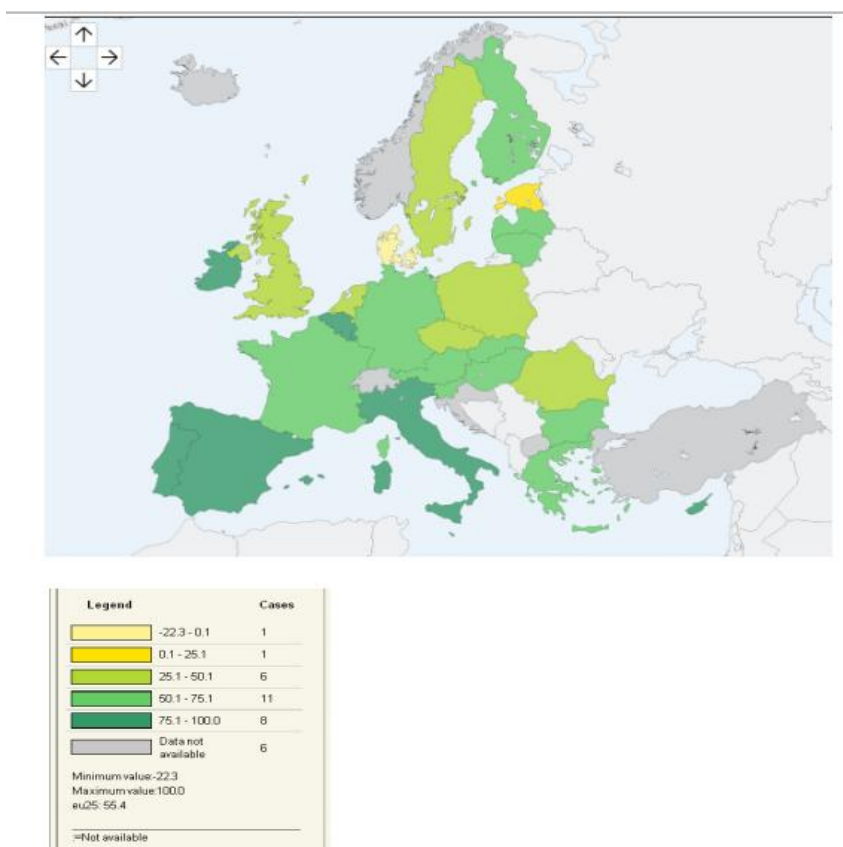 Legend Cases
-22.3 - 0.1 1
0.1 - 25.1 1
25.1 - 50.1 6
50.1 - 75.1 11
75.1 - 100.0 8
Data not
available 6
Minimum value:-22.3
Maximum value:100.0
eu25: 55.4
:=Not available